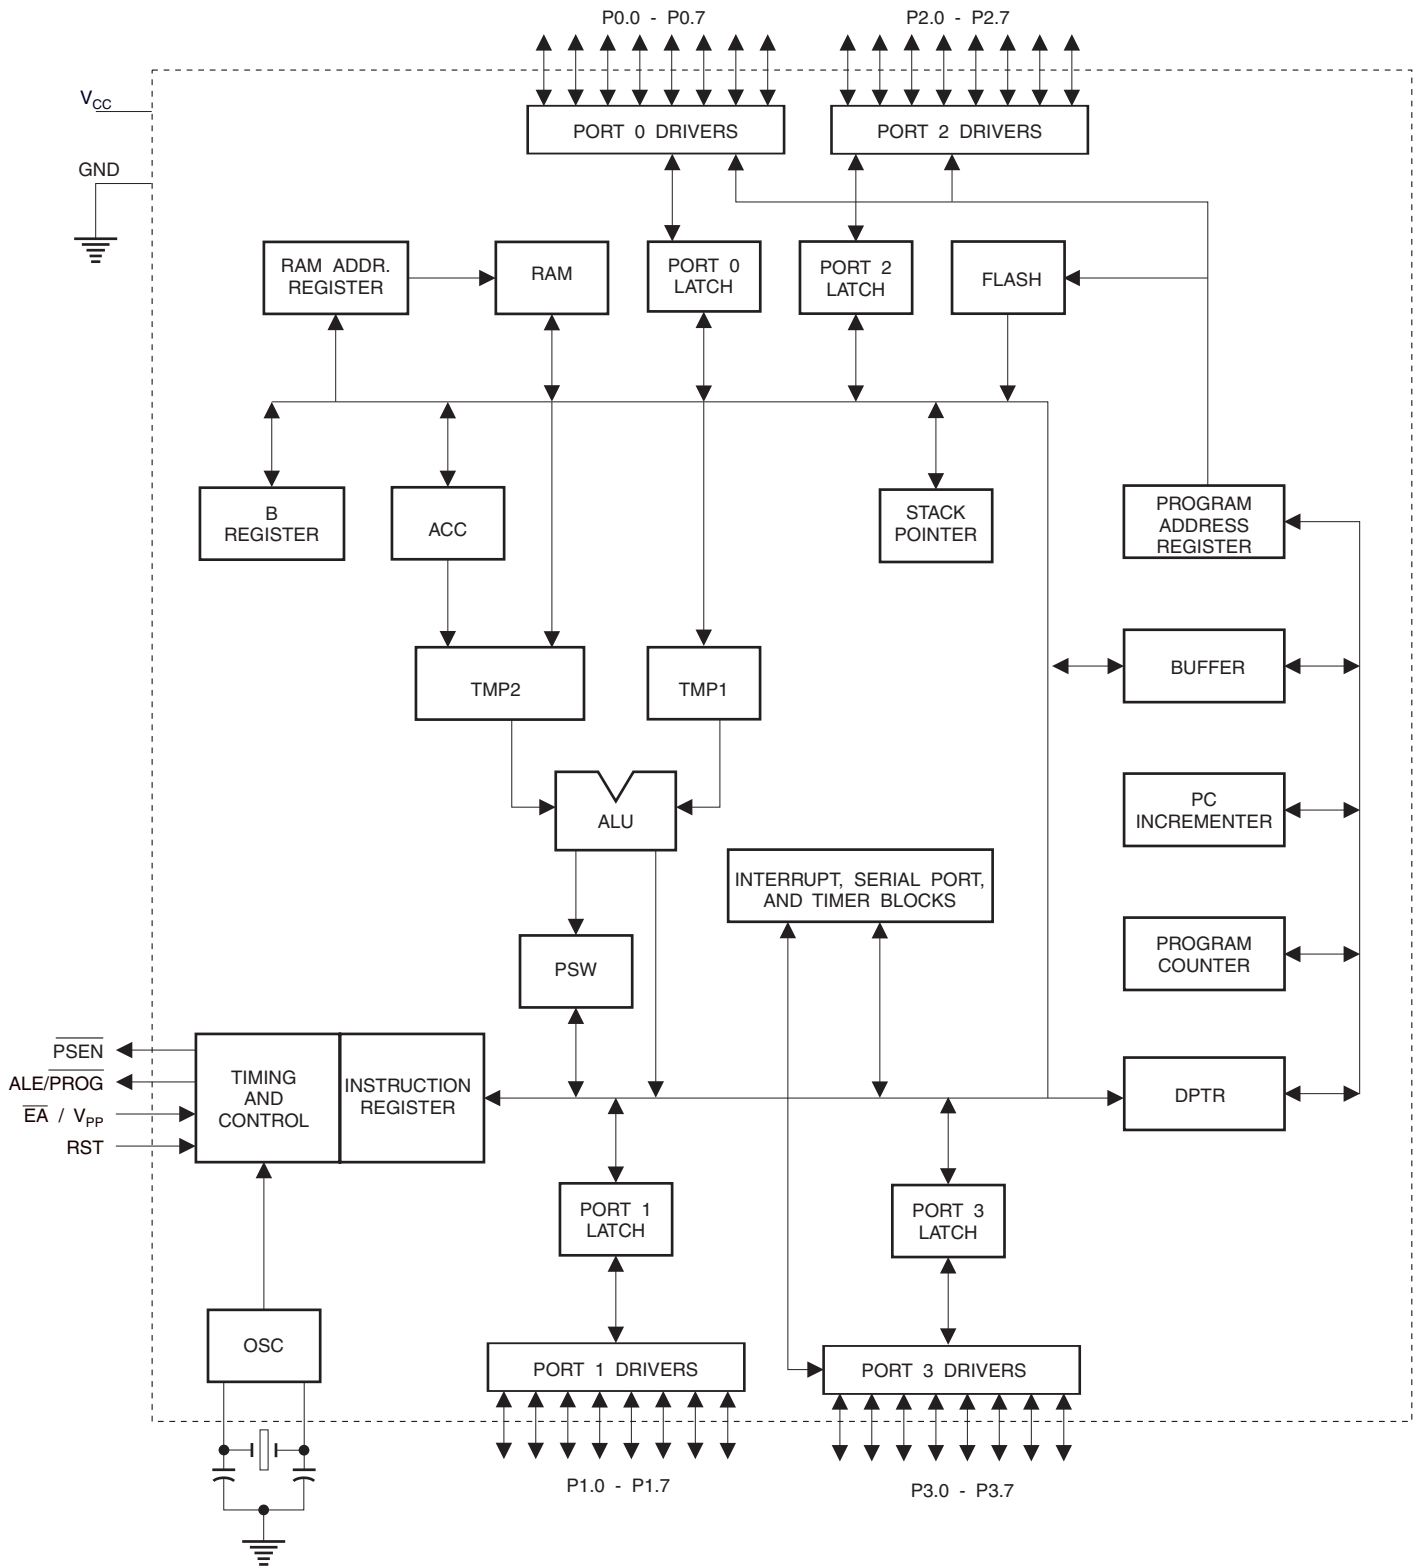 P0.0 - P0.7
P2.0 - P2.7
VCC
GND
PORT 0 DRIVERS
PORT 2 DRIVERS
RAM ADDR.
REGISTER
RAM
PORT 0
LATCH
PORT 2
LATCH
FLASH
B
REGISTER
ACC
STACK
POINTER
PROGRAM
ADDRESS
REGISTER
TMP2
TMP1
BUFFER
ALU
PC
INCREMENTER
INTERRUPT, SERIAL PORT,
AND TIMER BLOCKS
PSW
PROGRAM
COUNTER
PSEN
ALE/PROG
EA / VPP
RST
TIMING
AND
CONTROL
INSTRUCTION
REGISTER
DPTR
PORT 1
LATCH
PORT 3
LATCH
OSC
PORT 1 DRIVERS
PORT 3 DRIVERS
P1.0 - P1.7
P3.0 - P3.7